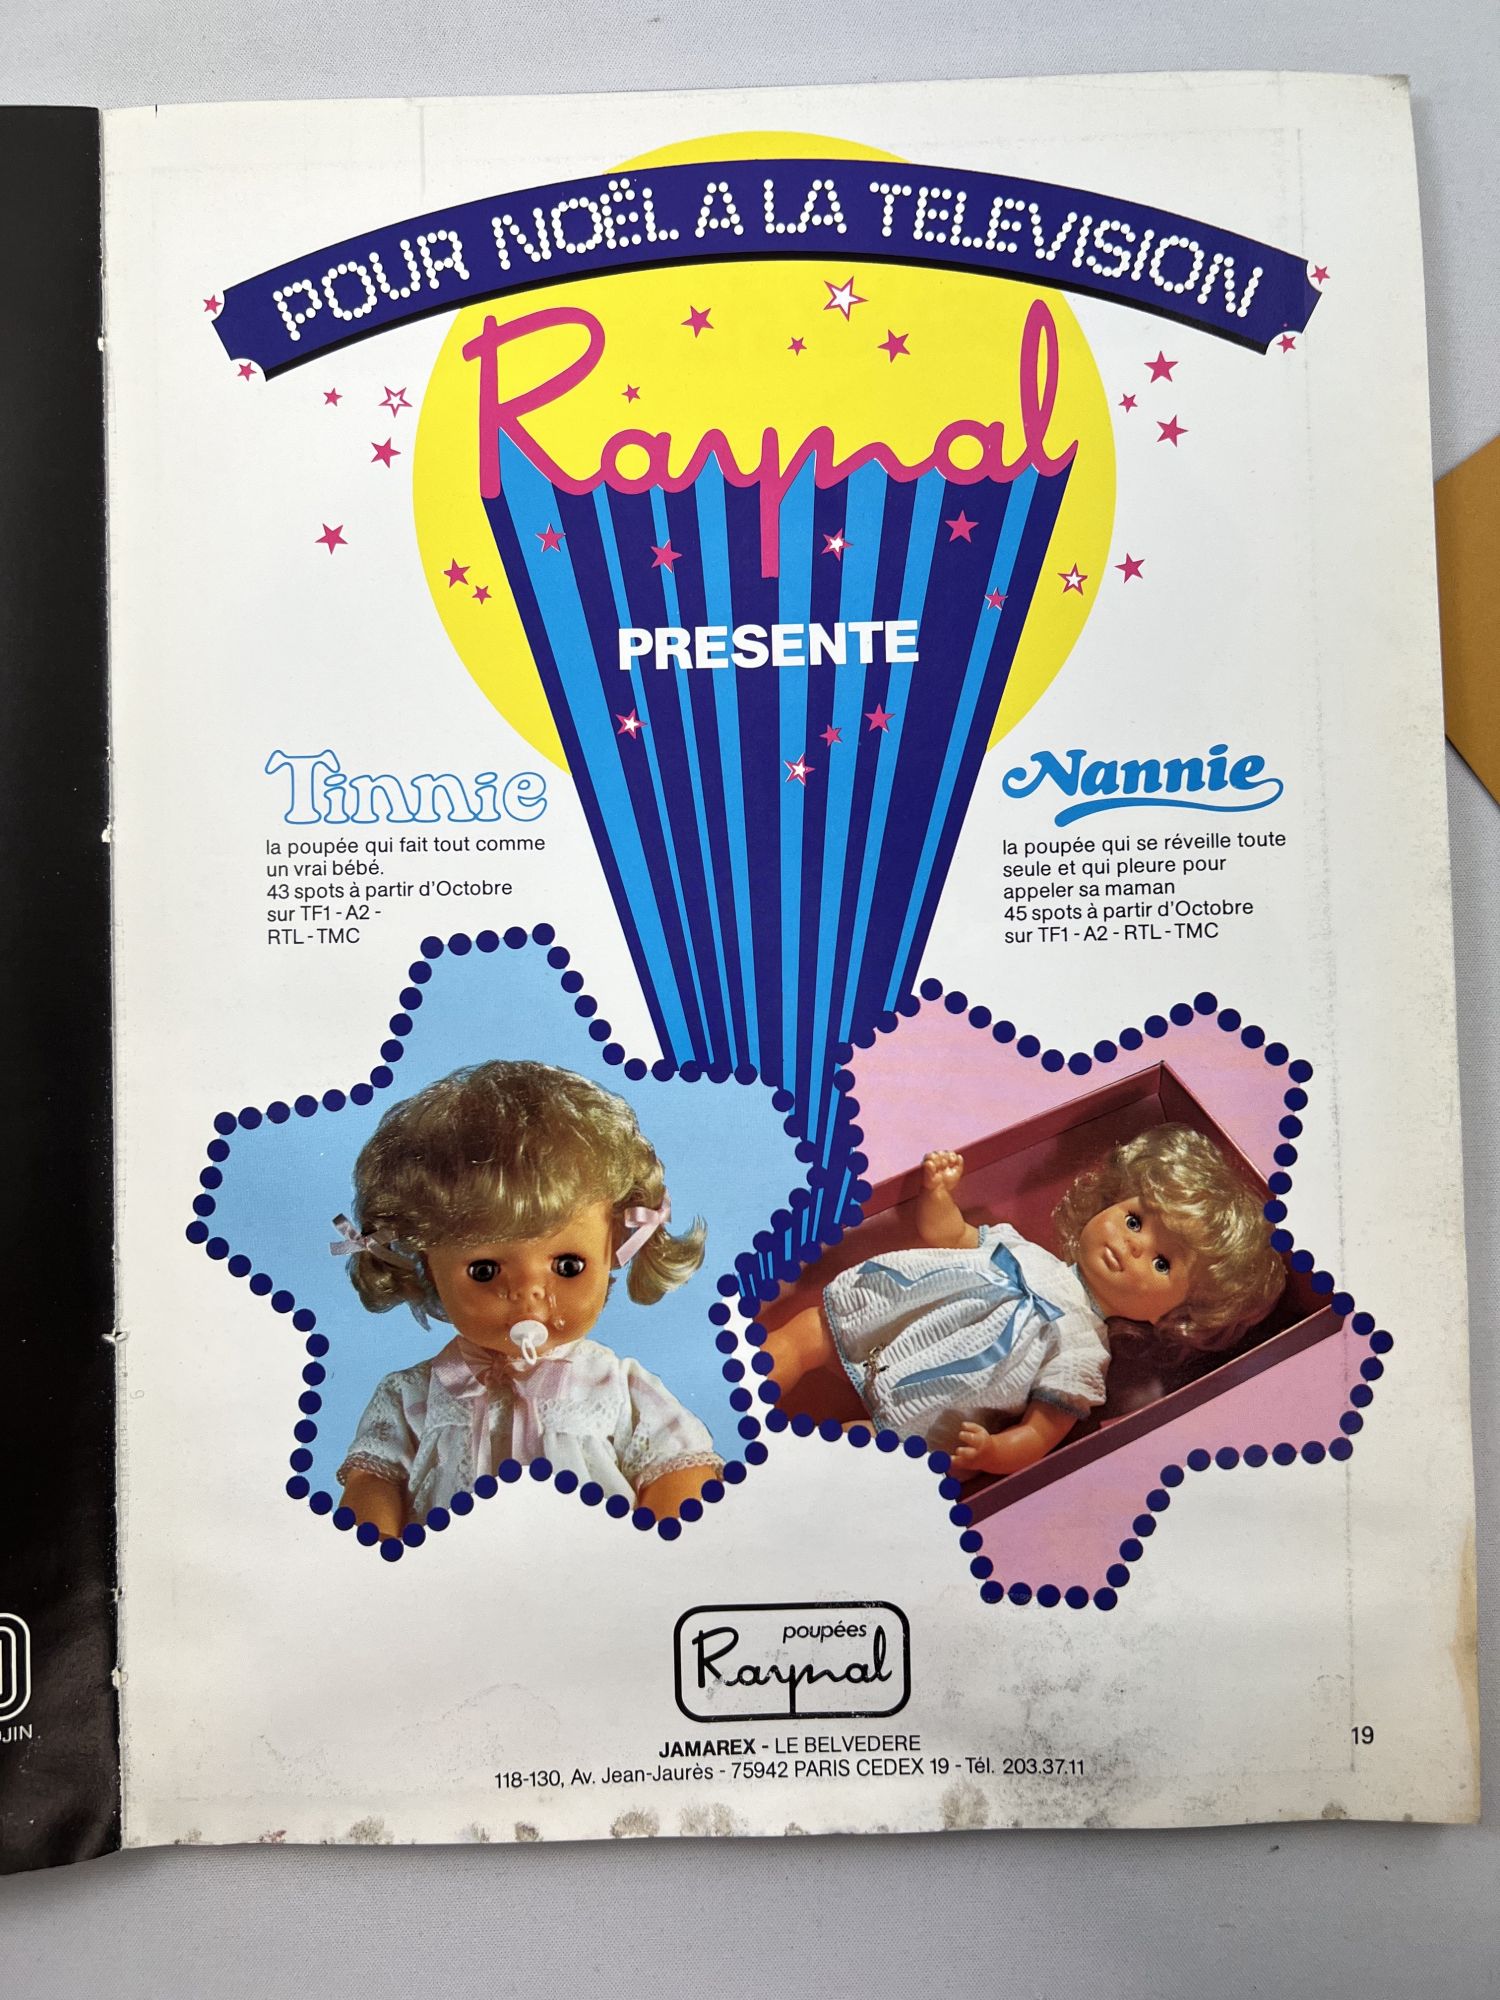 POUR NOËL A LA TELEVISION
Raynal
PRESENTE
Tinnie
la poupée qui fait tout comme
un vrai bébé.
43 spots à partir d'Octobre
sur TF1 - A2 -
RTL - TMC
Nannie
la poupée qui se réveille toute
seule et qui pleure pour
appeler sa maman
45 spots à partir d'Octobre
sur TF1 - A2 - RTL - TMC
poupées
Raynal
JAMAREX - LE BELVEDERE
118-130, Av. Jean-Jaurès - 75942 PARIS CEDEX 19 - Tél. 203.37.11
19